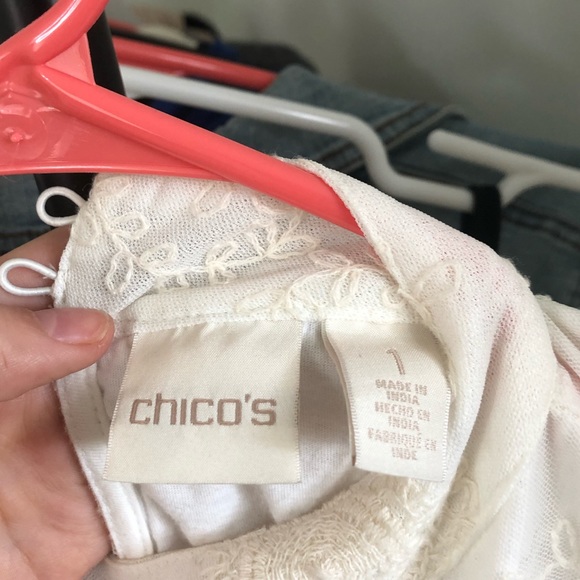 chico's
1
MADE IN
INDIA
HECHO EN
INDIA
FABRIQUÉ EN
INDE